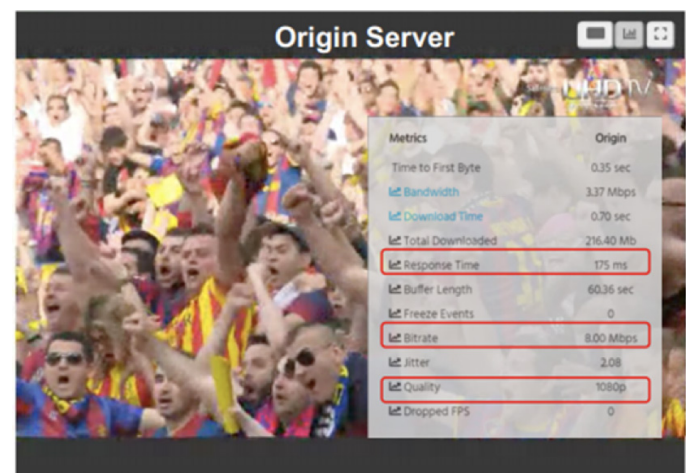 Origin Server
Metrics Origin
Time to First Byte 0.35 sec
Bandwidth 3.37 Mbps
Download Time 0.70 sec
Total Downloaded 216.40 Mb
Response Time 175 ms
Buffer Length 60.36 sec
Freeze Events 0
Bitrate 8.00 Mbps
Jitter 2.08
Quality 1080p
Dropped FPS 0